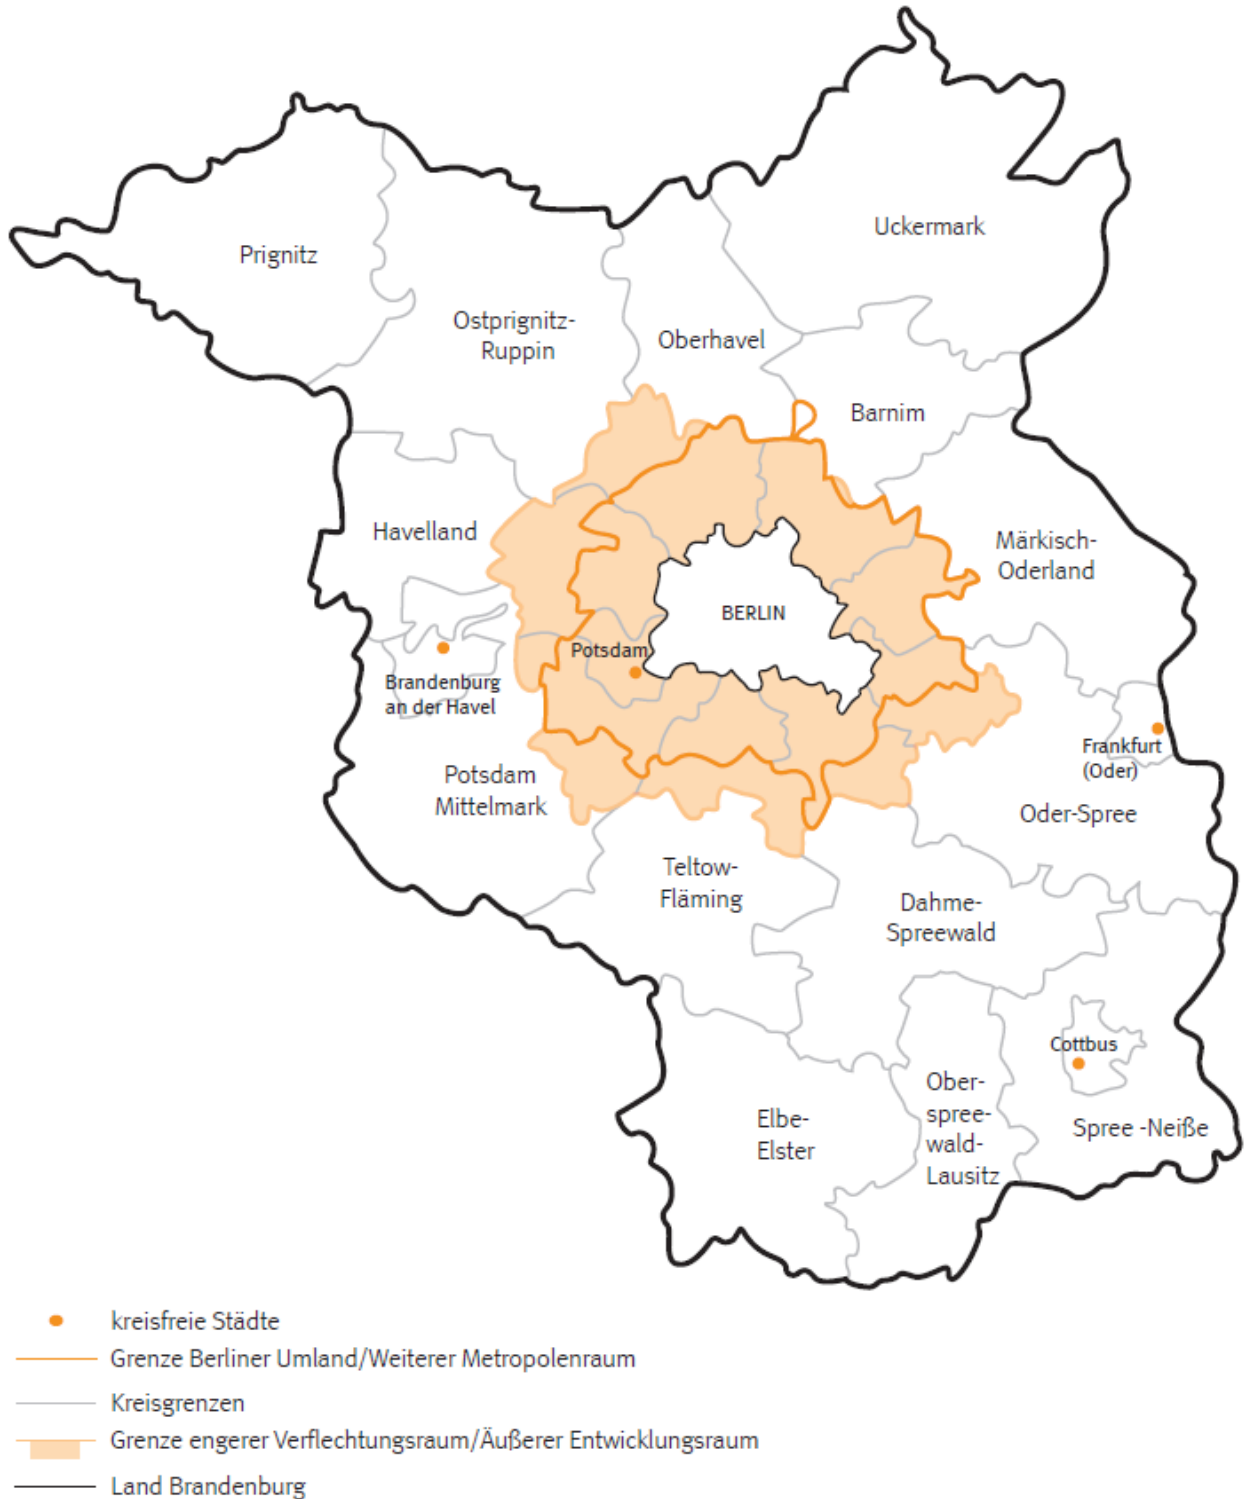 Uckermark
Prignitz
Ostprignitz-
Ruppin
Oberhavel
Barnim
Havelland
Märkisch-
Oderland
BERLIN
Potsdam
Brandenburg
an der Havel
Frankfurt
(Oder)
Potsdam
Mittelmark
Oder-Spree
Teltow-
Fläming
Dahme-
Spreewald
Cottbus
Ober-
spree-
wald-
Lausitz
Elbe-
Elster
Spree -Neiße
kreisfreie Städte
Grenze Berliner Umland/Weiterer Metropolenraum
Kreisgrenzen
Grenze engerer Verflechtungsraum/Äußerer Entwicklungsraum
Land Brandenburg